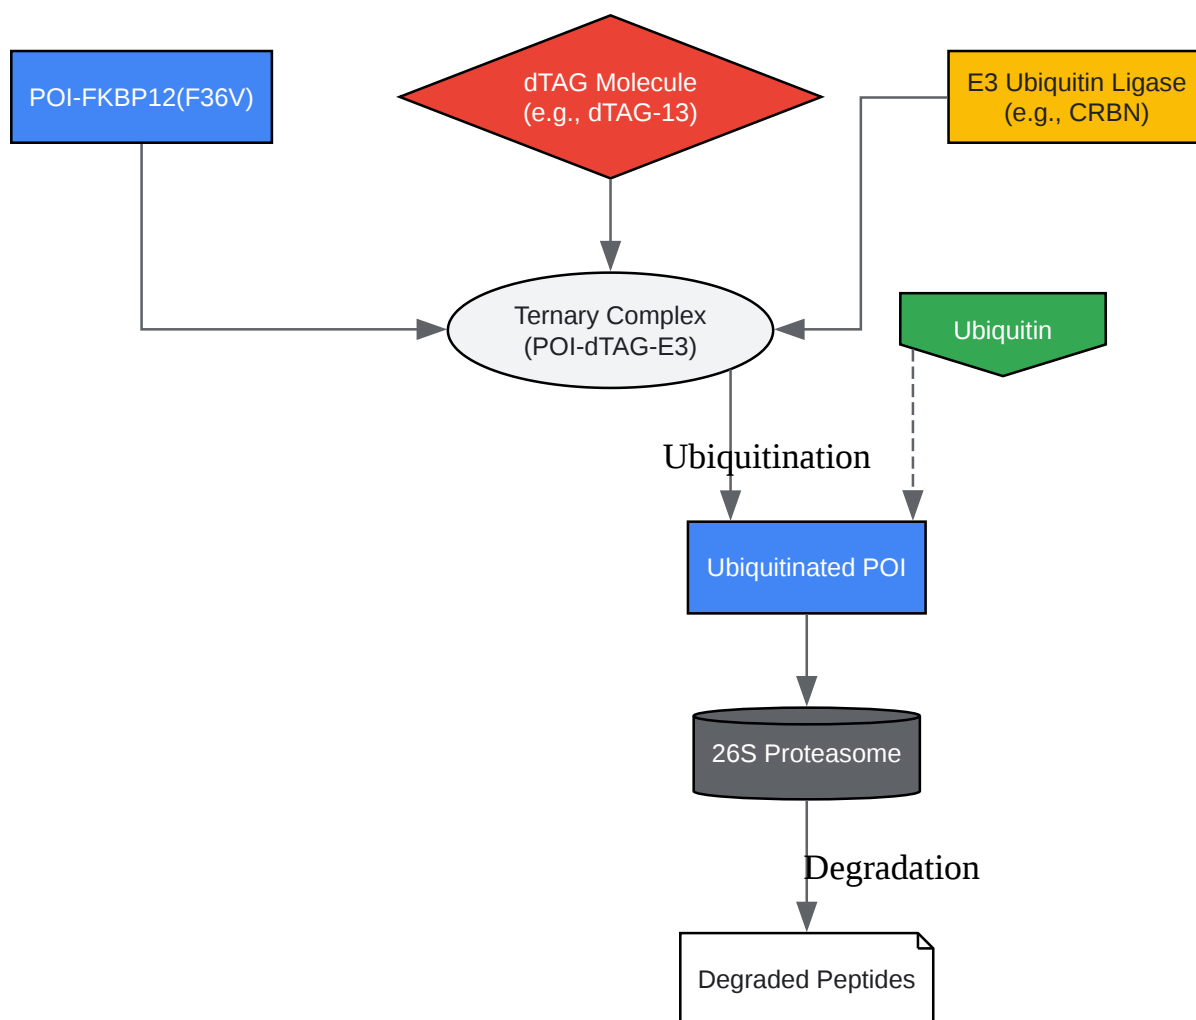 POI-FKBP12(F36V)
dTAG Molecule
(e.g., dTAG-13)
E3 Ubiquitin Ligase
(e.g., CRBN)
Ternary Complex
(POI-dTAG-E3)
Ubiquitin
Ubiquitination
Ubiquitinated POI
26S Proteasome
Degradation
Degraded Peptides